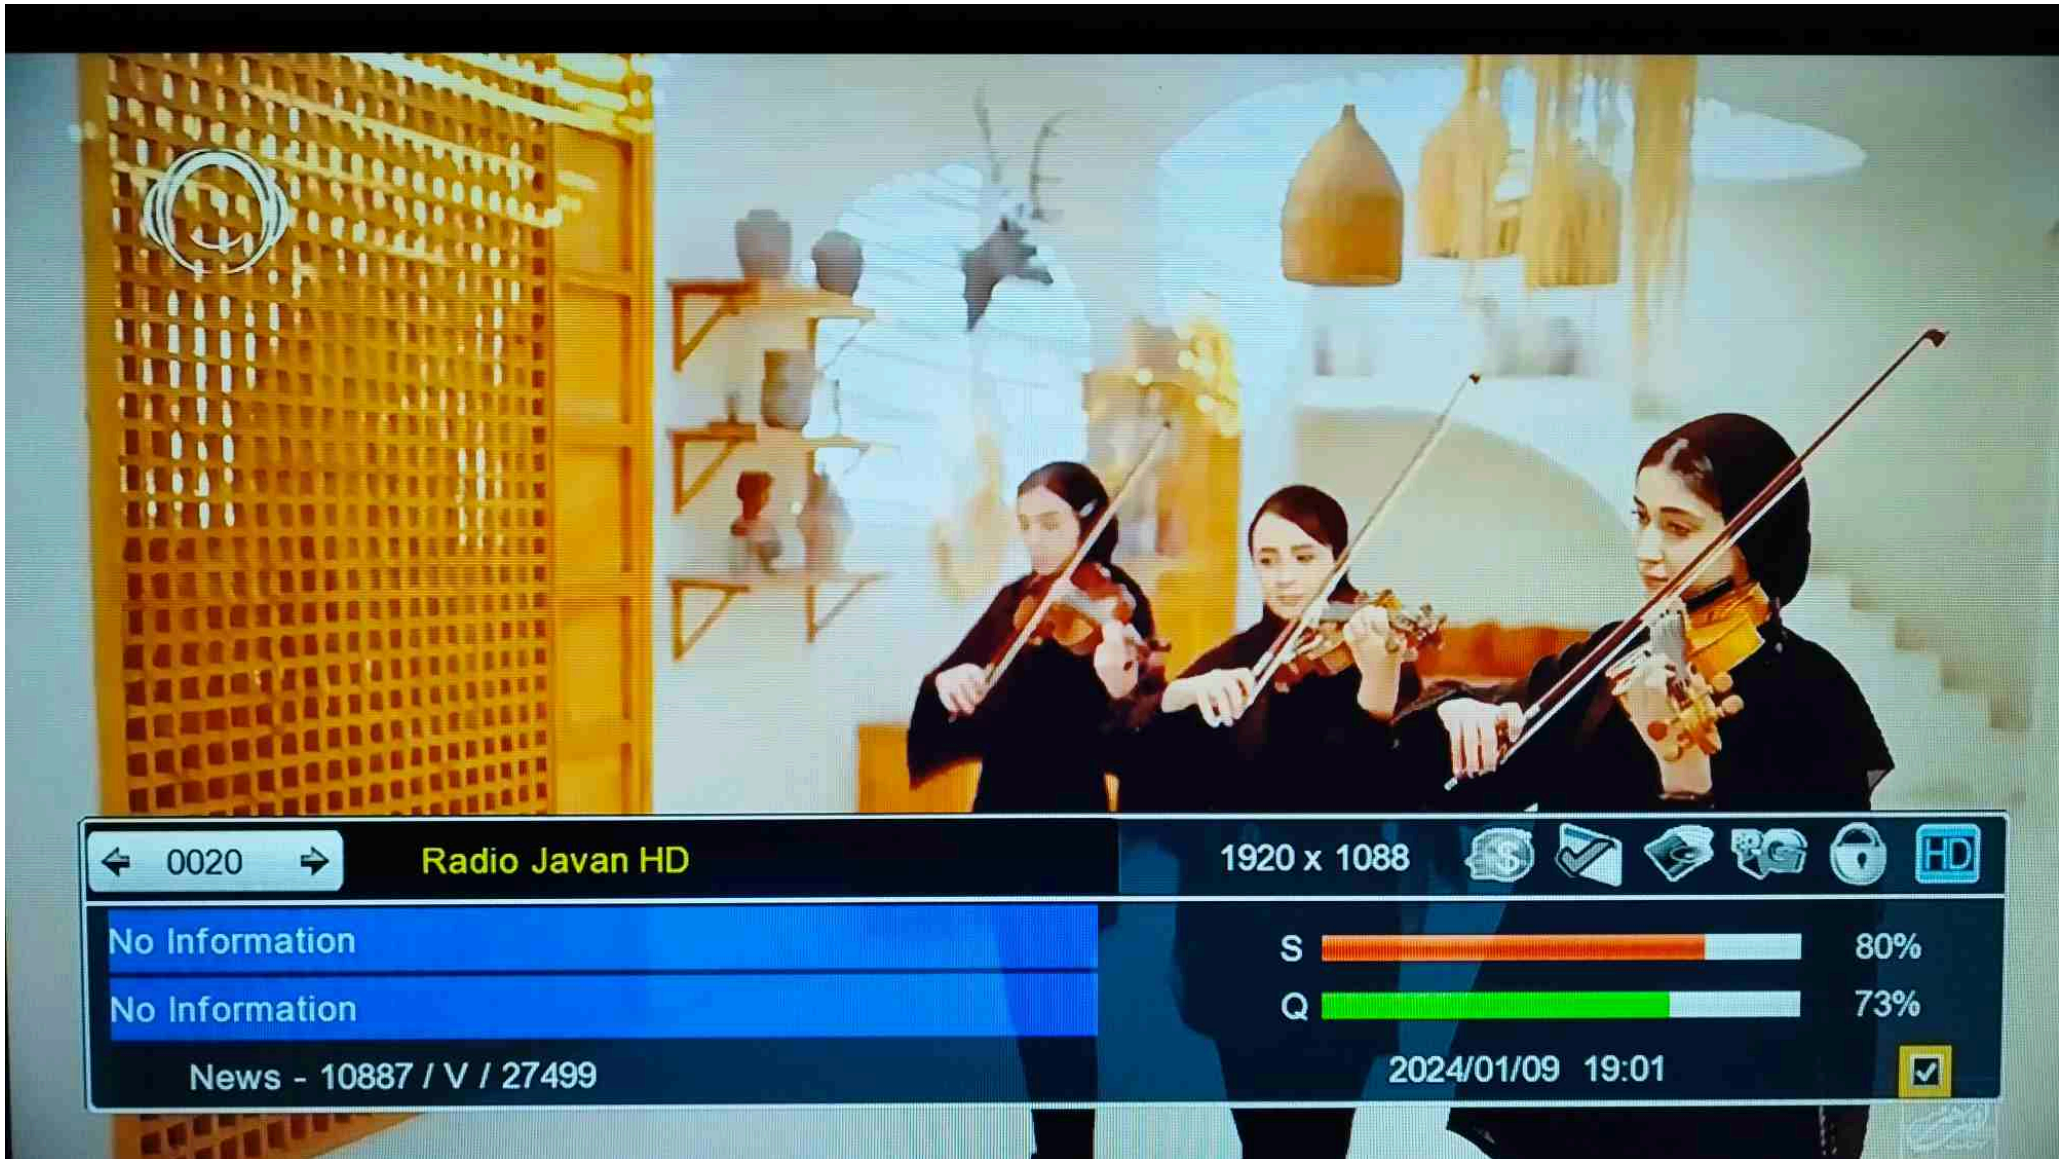 0020
Radio Javan HD
1920 x 1088
$
G
HD
No Information
S
80%
No Information
Q
73%
News - 10887 / V / 27499
2024/01/09 19:01